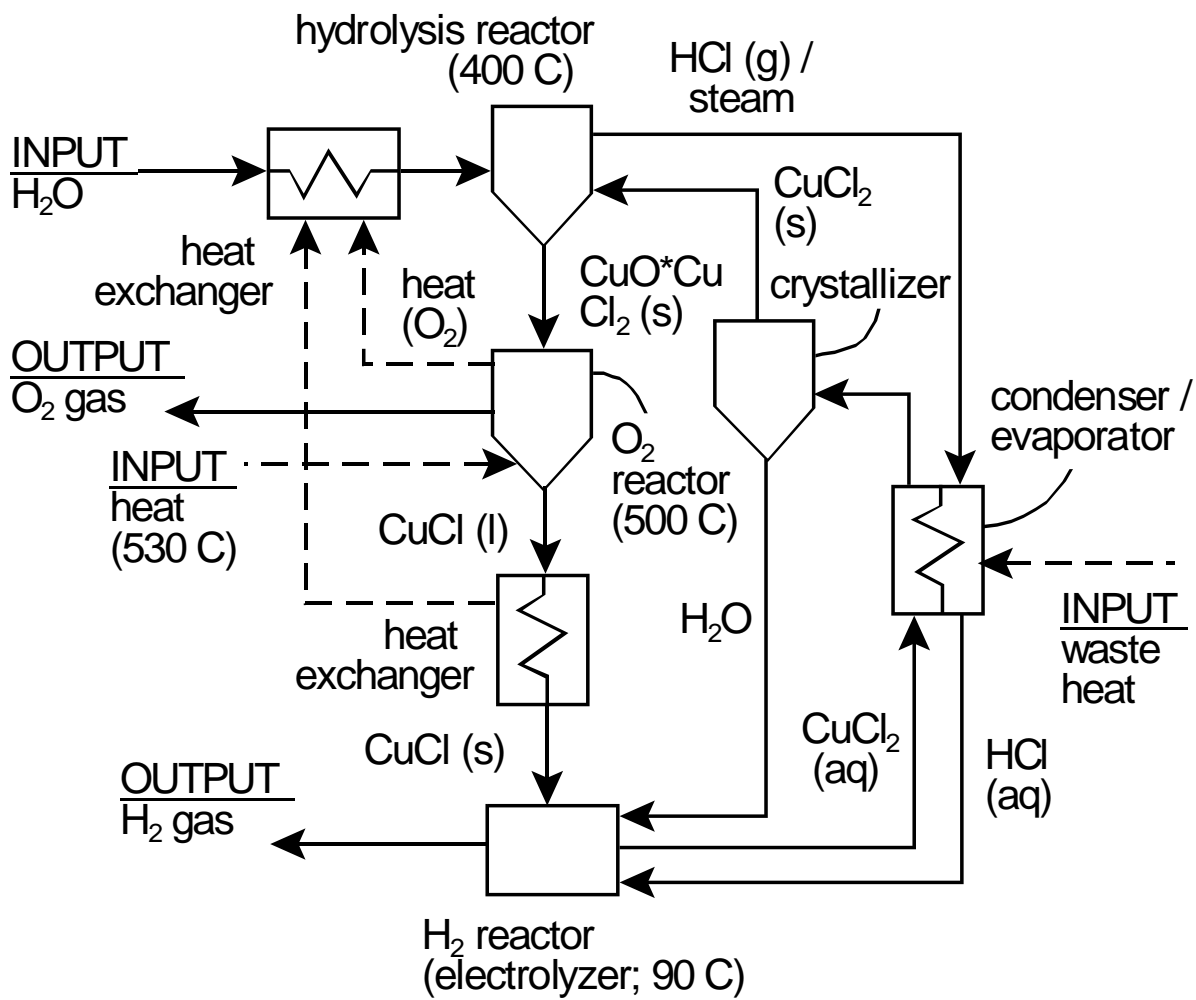 hydrolysis reactor
(400 C)
HCl (g) /
steam
INPUT
H₂O
CuCl₂
(s)
heat
exchanger
heat
(O₂)
CuO*Cu
Cl₂ (s)
crystallizer
OUTPUT
O₂ gas
condenser /
evaporator
O₂
reactor
(500 C)
INPUT
heat
(530 C)
CuCl (l)
H₂O
INPUT
waste
heat
heat
exchanger
CuCl (s)
CuCl₂
(aq)
HCl
(aq)
OUTPUT
H₂ gas
H₂ reactor
(electrolyzer; 90 C)